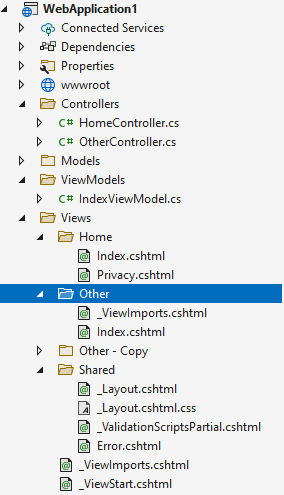 WebApplication1
Connected Services
Dependencies
Properties
wwwroot
Controllers
C# HomeController.cs
C# OtherController.cs
Models
ViewModels
C# IndexViewModel.cs
Views
Home
Index.cshtml
Privacy.cshtml
Other
_ViewImports.cshtml
Index.cshtml
Other - Copy
Shared
_Layout.cshtml
_Layout.cshtml.css
_ValidationScriptsPartial.cshtml
Error.cshtml
_ViewImports.cshtml
_ViewStart.cshtml